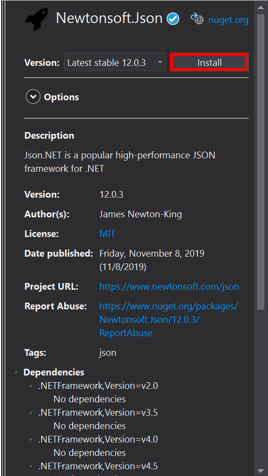 Newtonsoft.Json nuget.org
Version: Latest stable 12.0.3 Install
Options
Description
Json.NET is a popular high-performance JSON
framework for .NET
Version: 12.0.3
Author(s): James Newton-King
License: MIT
Date published: Friday, November 8, 2019
(11/8/2019)
Project URL: https://www.newtonsoft.com/json
Report Abuse: https://www.nuget.org/packages/
Newtonsoft.Json/12.0.3/
ReportAbuse
Tags: json
Dependencies
.NETFramework,Version=v2.0
No dependencies
.NETFramework,Version=v3.5
No dependencies
.NETFramework,Version=v4.0
No dependencies
.NETFramework,Version=v4.5